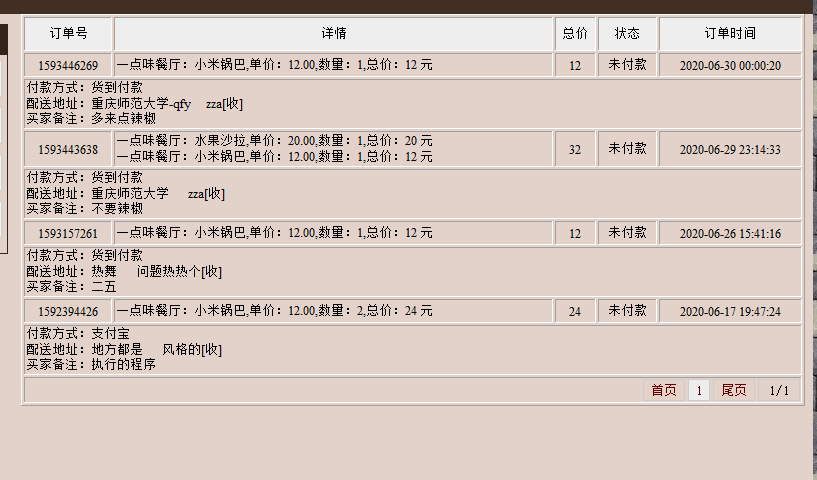 订单号 详情 总价 状态 订单时间
1593446269 一点味餐厅：小米锅巴,单价：12.00,数量：1,总价：12 元 12 未付款 2020-06-30 00:00:20
付款方式：货到付款
配送地址：重庆师范大学-qfy zza[收]
买家备注：多来点辣椒
1593443638 一点味餐厅：水果沙拉,单价：20.00,数量：1,总价：20 元 32 未付款 2020-06-29 23:14:33
一点味餐厅：小米锅巴,单价：12.00,数量：1,总价：12 元
付款方式：货到付款
配送地址：重庆师范大学 zza[收]
买家备注：不要辣椒
1593157261 一点味餐厅：小米锅巴,单价：12.00,数量：1,总价：12 元 12 未付款 2020-06-26 15:41:16
付款方式：货到付款
配送地址：热舞 问题热热个[收]
买家备注：二五
1592394426 一点味餐厅：小米锅巴,单价：12.00,数量：2,总价：24 元 24 未付款 2020-06-17 19:47:24
付款方式：支付宝
配送地址：地方都是 风格的[收]
买家备注：执行的程序
首页 1 尾页 1/1